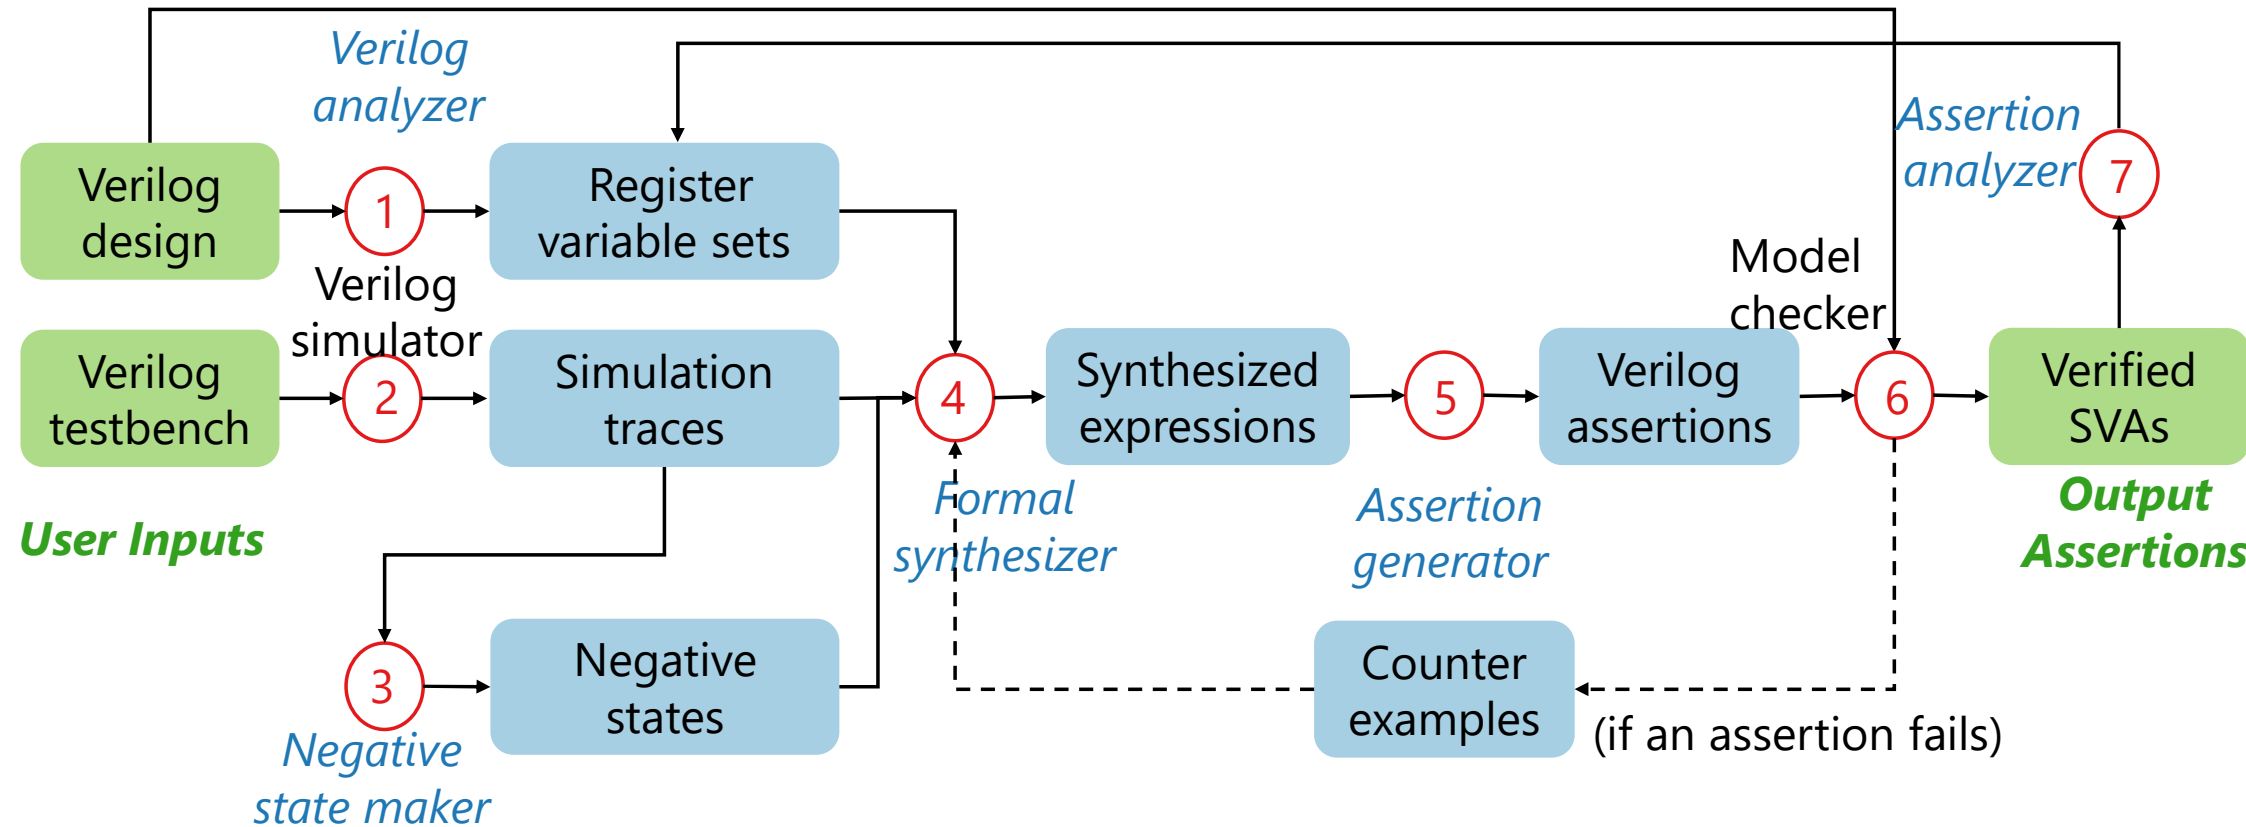 Verilog
analyzer
Verilog
design
1
Register
variable sets
Assertion
analyzer
7
Verilog
simulator
Model
checker
Verilog
testbench
2
Simulation
traces
4
Synthesized
expressions
5
Verilog
assertions
6
Verified
SVAs
User Inputs
Formal
synthesizer
Assertion
generator
Output
Assertions
3
Negative
states
Counter
examples
(if an assertion fails)
Negative
state maker